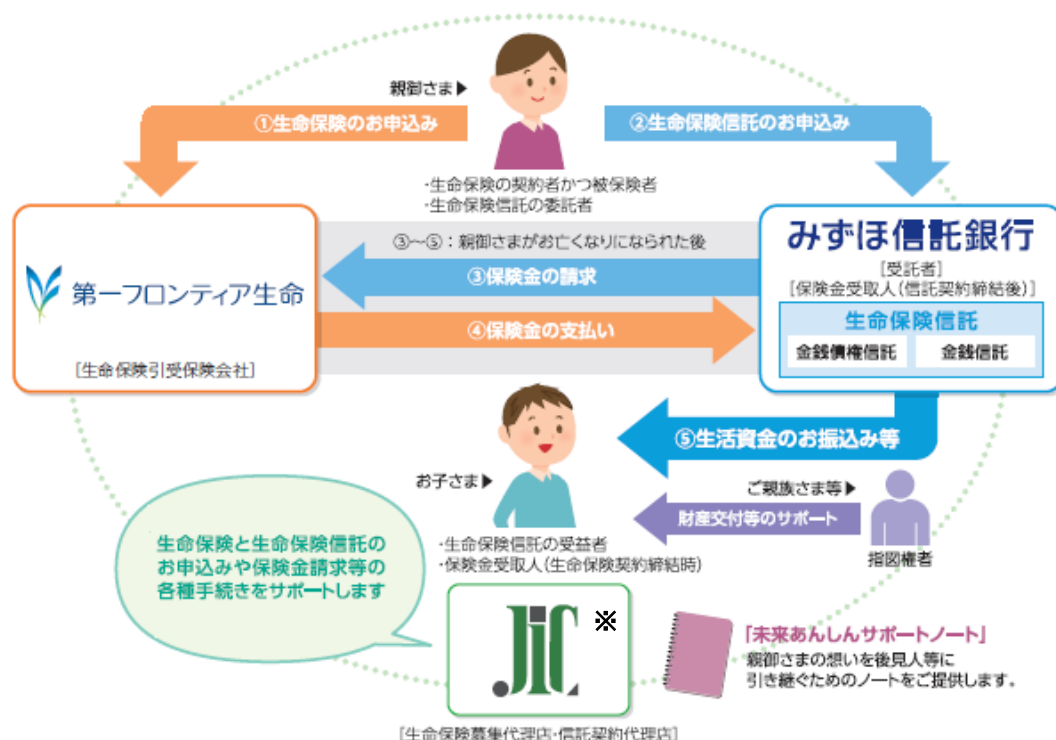 親御さま▶
①生命保険のお申込み
②生命保険信託のお申込み
・生命保険の契約者かつ被保険者
・生命保険信託の委託者
③～⑤：親御さまがお亡くなりになられた後
③保険金の請求
④保険金の支払い
第一フロンティア生命
[生命保険引受保険会社]
みずほ信託銀行
[受託者]
[保険金受取人(信託契約締結後)]
生命保険信託
金銭債権信託
金銭信託
⑤生活資金のお振込み等
お子さま▶
ご親族さま等▶
財産交付等のサポート
指図権者
・生命保険信託の受益者
・保険金受取人(生命保険契約締結時)
生命保険と生命保険信託の
お申込みや保険金請求等の
各種手続きをサポートします
JiC
※
「未来あんしんサポートノート」
親御さまの想いを後見人等に
引き継ぐためのノートをご提供します。
[生命保険募集代理店・信託契約代理店]